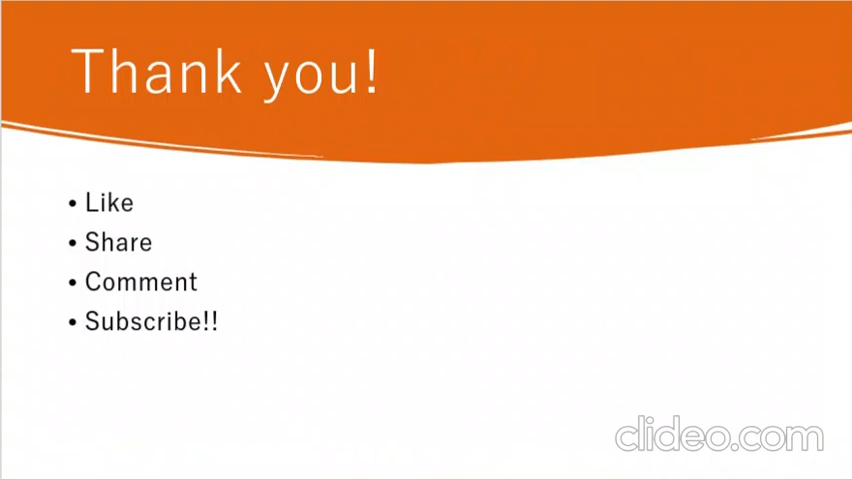 Thank you!
• Like
• Share
• Comment
• Subscribe!!
clideo.com